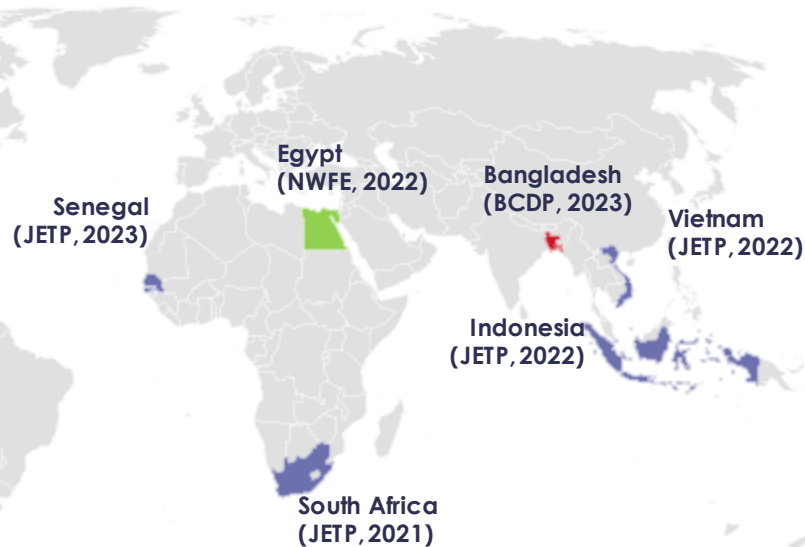 Egypt
(NWFE, 2022)
Bangladesh
(BCDP, 2023)
Senegal
(JETP, 2023)
Vietnam
(JETP, 2022)
Indonesia
(JETP, 2022)
South Africa
(JETP, 2021)